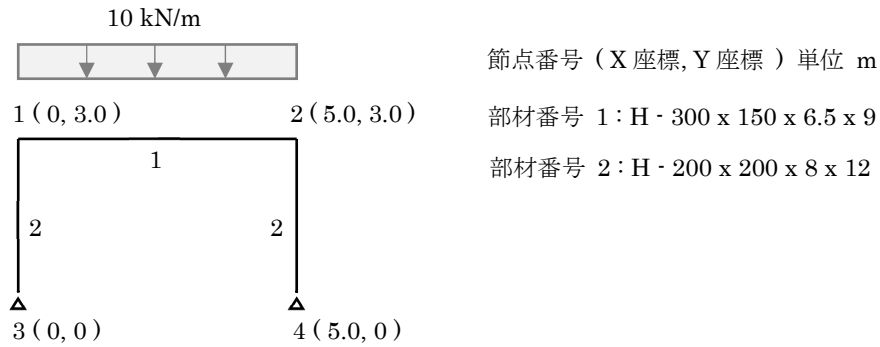 10 kN/m
節点番号 ( X 座標, Y 座標 ) 単位 m
1 ( 0, 3.0 )
2 ( 5.0, 3.0 )
部材番号 1:H - 300 x 150 x 6.5 x 9
1
部材番号 2:H - 200 x 200 x 8 x 12
2
2
3 ( 0, 0 )
4 ( 5.0, 0 )